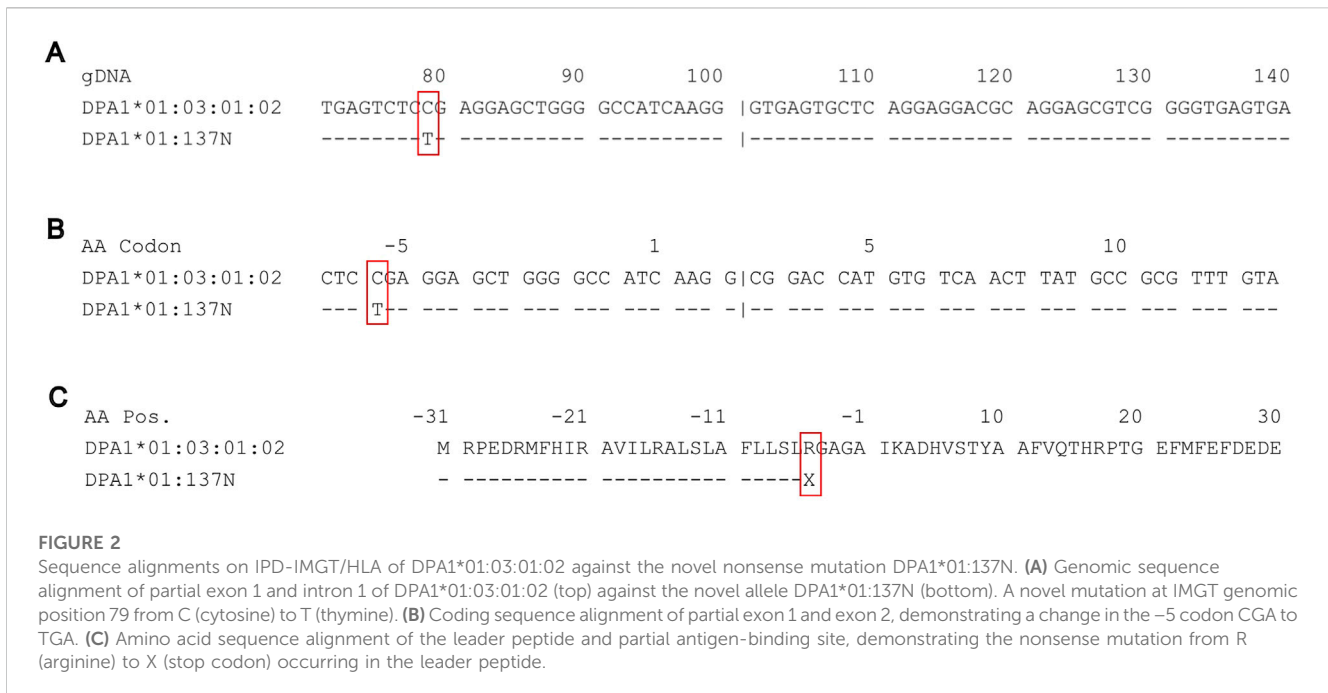 A
gDNA 80 90 100 110 120 130 140
DPA1*01:03:01:02 TGAGTCTCCG AGGAGCTGGG GCCATCAAGG |GTGAGTGCTC AGGAGGACGC AGGAGCGTCG GGGTGAGTGA
DPA1*01:137N --------T- ---------- ---------- |---------- ---------- ---------- ----------
B
AA Codon -5 1 5 10
DPA1*01:03:01:02 CTC CGA GGA GCT GGG GCC ATC AAG G|CG GAC CAT GTG TCA ACT TAT GCC GCG TTT GTA
DPA1*01:137N --- T-- --- --- --- --- --- --- -|-- --- --- --- --- --- --- --- --- --- ---
C
AA Pos. -31 -21 -11 -1 10 20 30
DPA1*01:03:01:02 M RPEDRMFHIR AVILRALSLA FLLSLRGAGA IKADHVSTYA AFVQTHRPTG EFMFEFDEDE
DPA1*01:137N - ---------- ---------- -----X
FIGURE 2
Sequence alignments on IPD-IMGT/HLA of DPA1*01:03:01:02 against the novel nonsense mutation DPA1*01:137N. (A) Genomic sequence
alignment of partial exon 1 and intron 1 of DPA1*01:03:01:02 (top) against the novel allele DPA1*01:137N (bottom). A novel mutation at IMGT genomic
position 79 from C (cytosine) to T (thymine). (B) Coding sequence alignment of partial exon 1 and exon 2, demonstrating a change in the −5 codon CGA to
TGA. (C) Amino acid sequence alignment of the leader peptide and partial antigen-binding site, demonstrating the nonsense mutation from R
(arginine) to X (stop codon) occurring in the leader peptide.